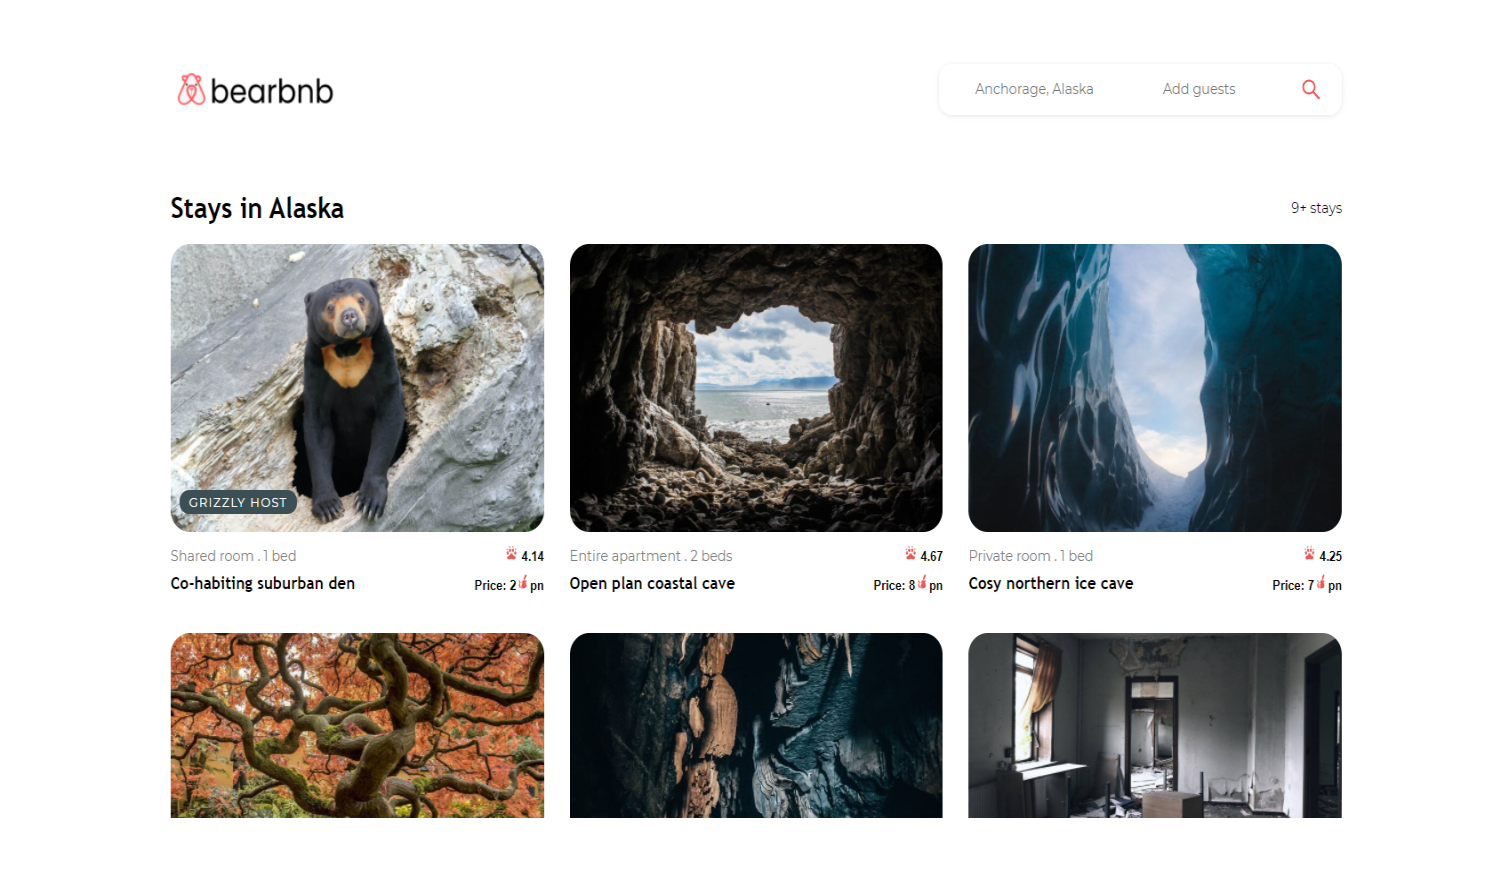 bearbnb
Anchorage, Alaska
Add guests
Stays in Alaska
9+ stays
GRIZZLY HOST
Shared room . 1 bed
4.14
Co-habiting suburban den
Price: 2 pn
Entire apartment . 2 beds
4.67
Open plan coastal cave
Price: 8 pn
Private room . 1 bed
4.25
Cosy northern ice cave
Price: 7 pn